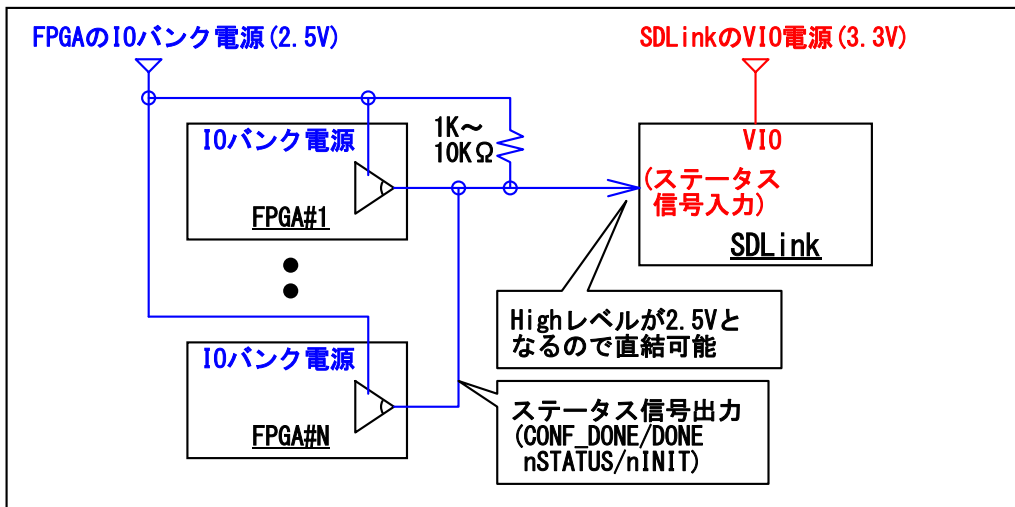 FPGAのIOバンク電源(2.5V)
SDLinkのVIO電源(3.3V)
IOバンク電源
1K～
10KΩ
FPGA#1
VIO
(ステータス
信号入力)
SDLink
Highレベルが2.5Vと
なるので直結可能
IOバンク電源
FPGA#N
ステータス信号出力
(CONF_DONE/DONE
nSTATUS/nINIT)